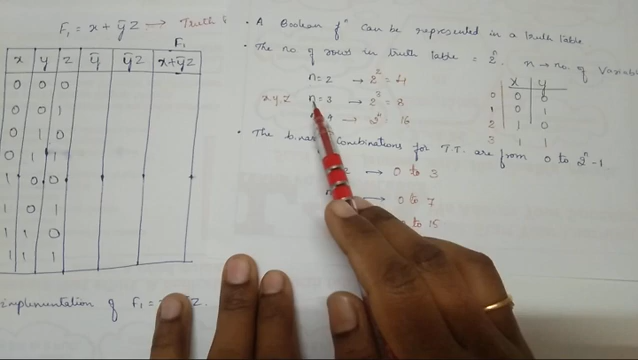 F₁ = x + ȳ z → Truth
F₁
x y z ȳ ȳz x+ȳz
0 0 0
0 0 1
0 1 0
0 1 1
1 0 0
1 0 1
1 1 0
1 1 1
implementation of F₁ = ȳz.
• A Boolean fⁿ can be represented in a truth table
• The no of rows in truth table = 2ⁿ. n → no. of Variab
n=2 → 2² = 4
x,y,z n=3 → 2³ = 8
4 → 16
x y
0 0 0
1 0 1
2 1 0
3 1 1
• The binary Combinations for T.T. are from 0 to 2ⁿ-1
→ 0 to 3
→ 0 to 7
to 15